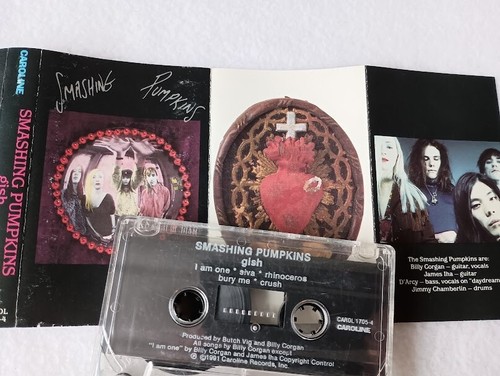 CAROLINE
SMASHING PUMPKINS
gish
SMASHING PUMPKINS
The Smashing Pumpkins are:
Billy Corgan – guitar, vocals
James Iha – guitar
D'Arcy – bass, vocals on "daydream
Jimmy Chamberlin – drums
SMASHING PUMPKINS
gish
I am one * siva * rhinoceros
bury me * crush
CAROL 1705-4
CAROLINE
Produced by Butch Vig and Billy Corgan
All songs by Billy Corgan except
"I am one" by Billy Corgan and James Iha Copyright Control
℗ ©1991 Caroline Records, Inc.